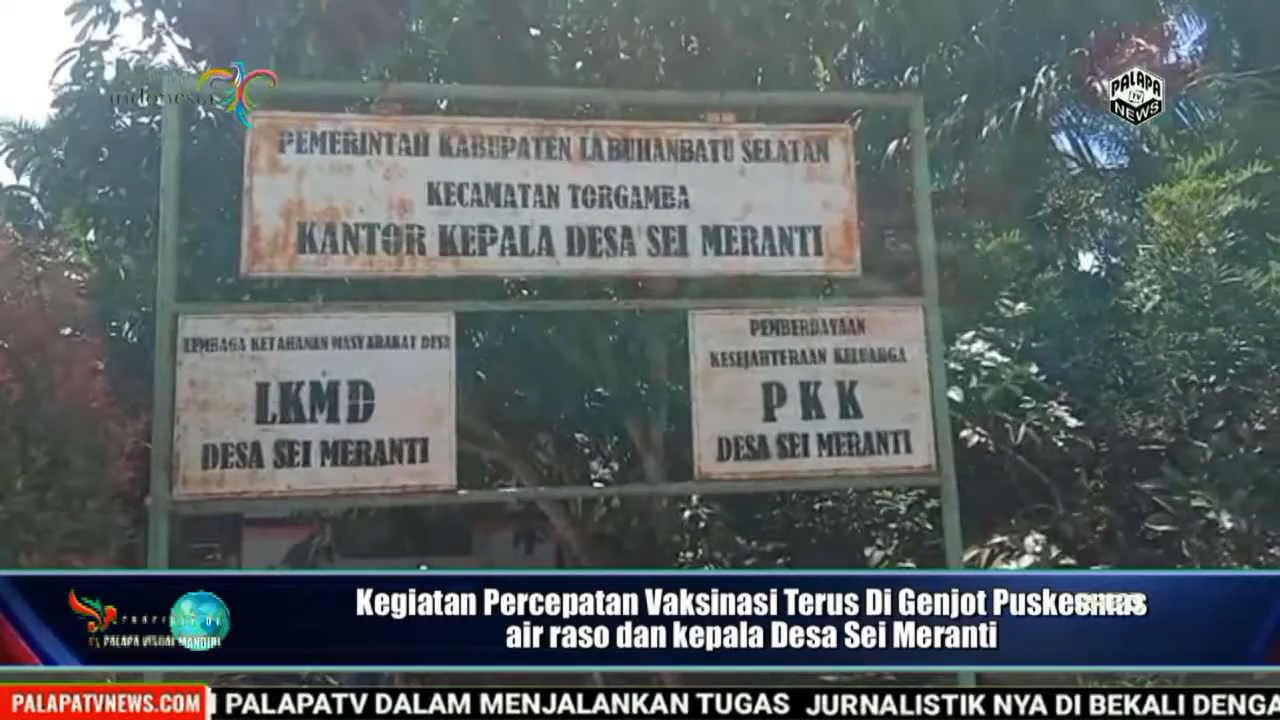 indonesia
PALAPA
TV
NEWS
PEMERINTAH KABUPATEN LABUHANBATU SELATAN
KECAMATAN TORGAMBA
KANTOR KEPALA DESA SEI MERANTI
LEMBAGA KETAHANAN MASYARAKAT DESA
LKMD
DESA SEI MERANTI
PEMBERDAYAAN
KESEJAHTERAAN KELUARGA
PKK
DESA SEI MERANTI
Kegiatan Percepatan Vaksinasi Terus Di Genjot Puskesmas
air raso dan kepala Desa Sei Meranti
PALAPA VISUAL MANDIRI
PALAPATVNEWS.COM
PALAPATV DALAM MENJALANKAN TUGAS JURNALISTIK NYA DI BEKALI DENGA